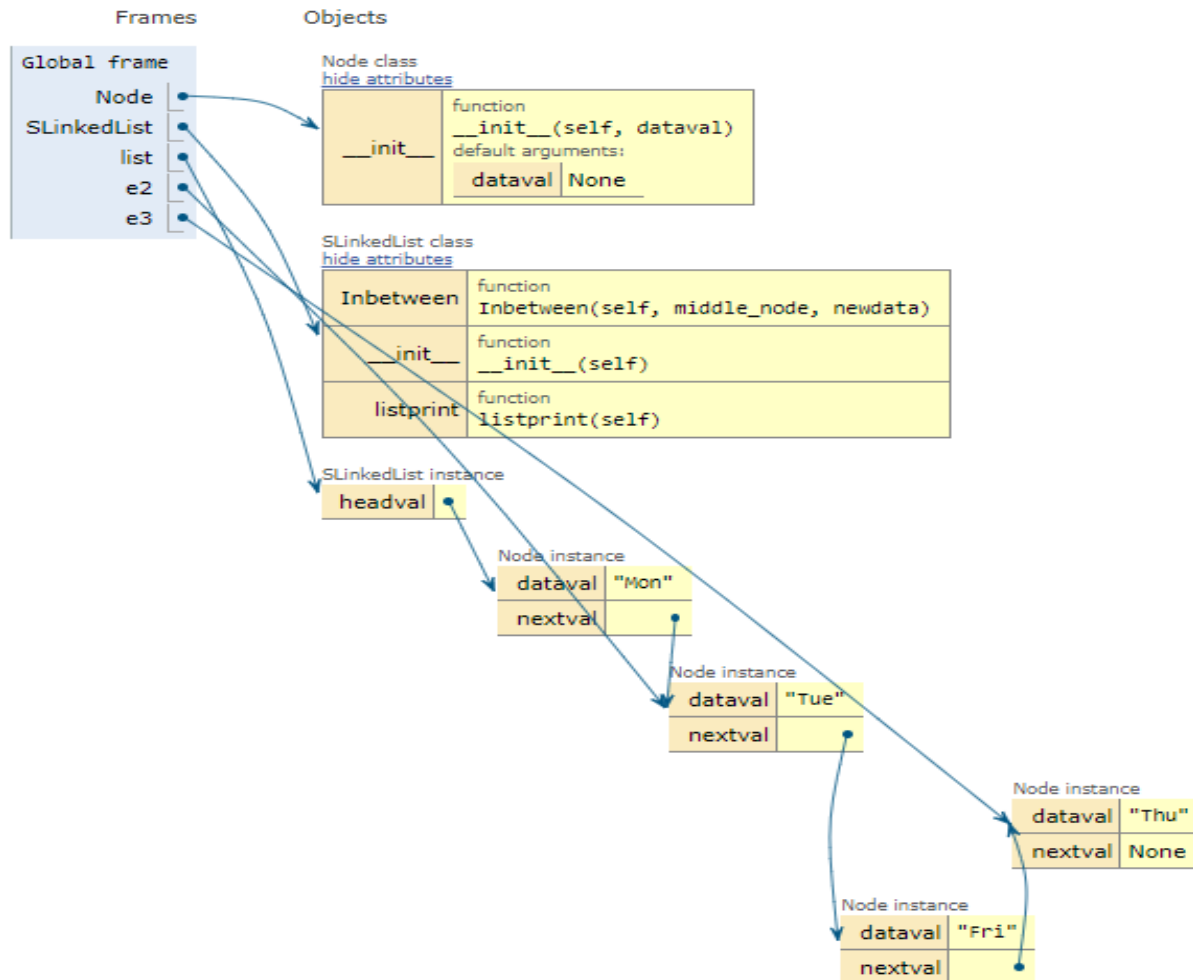 Frames Objects
Global frame
Node
SLinkedList
list
e2
e3
Node class
hide attributes
__init__
function
__init__(self, dataval)
default arguments:
dataval None
SLinkedList class
hide attributes
Inbetween
function
Inbetween(self, middle_node, newdata)
__init__
function
__init__(self)
listprint
function
listprint(self)
SLinkedList instance
headval
Node instance
dataval "Mon"
nextval
Node instance
dataval "Tue"
nextval
Node instance
dataval "Thu"
nextval None
Node instance
dataval "Fri"
nextval